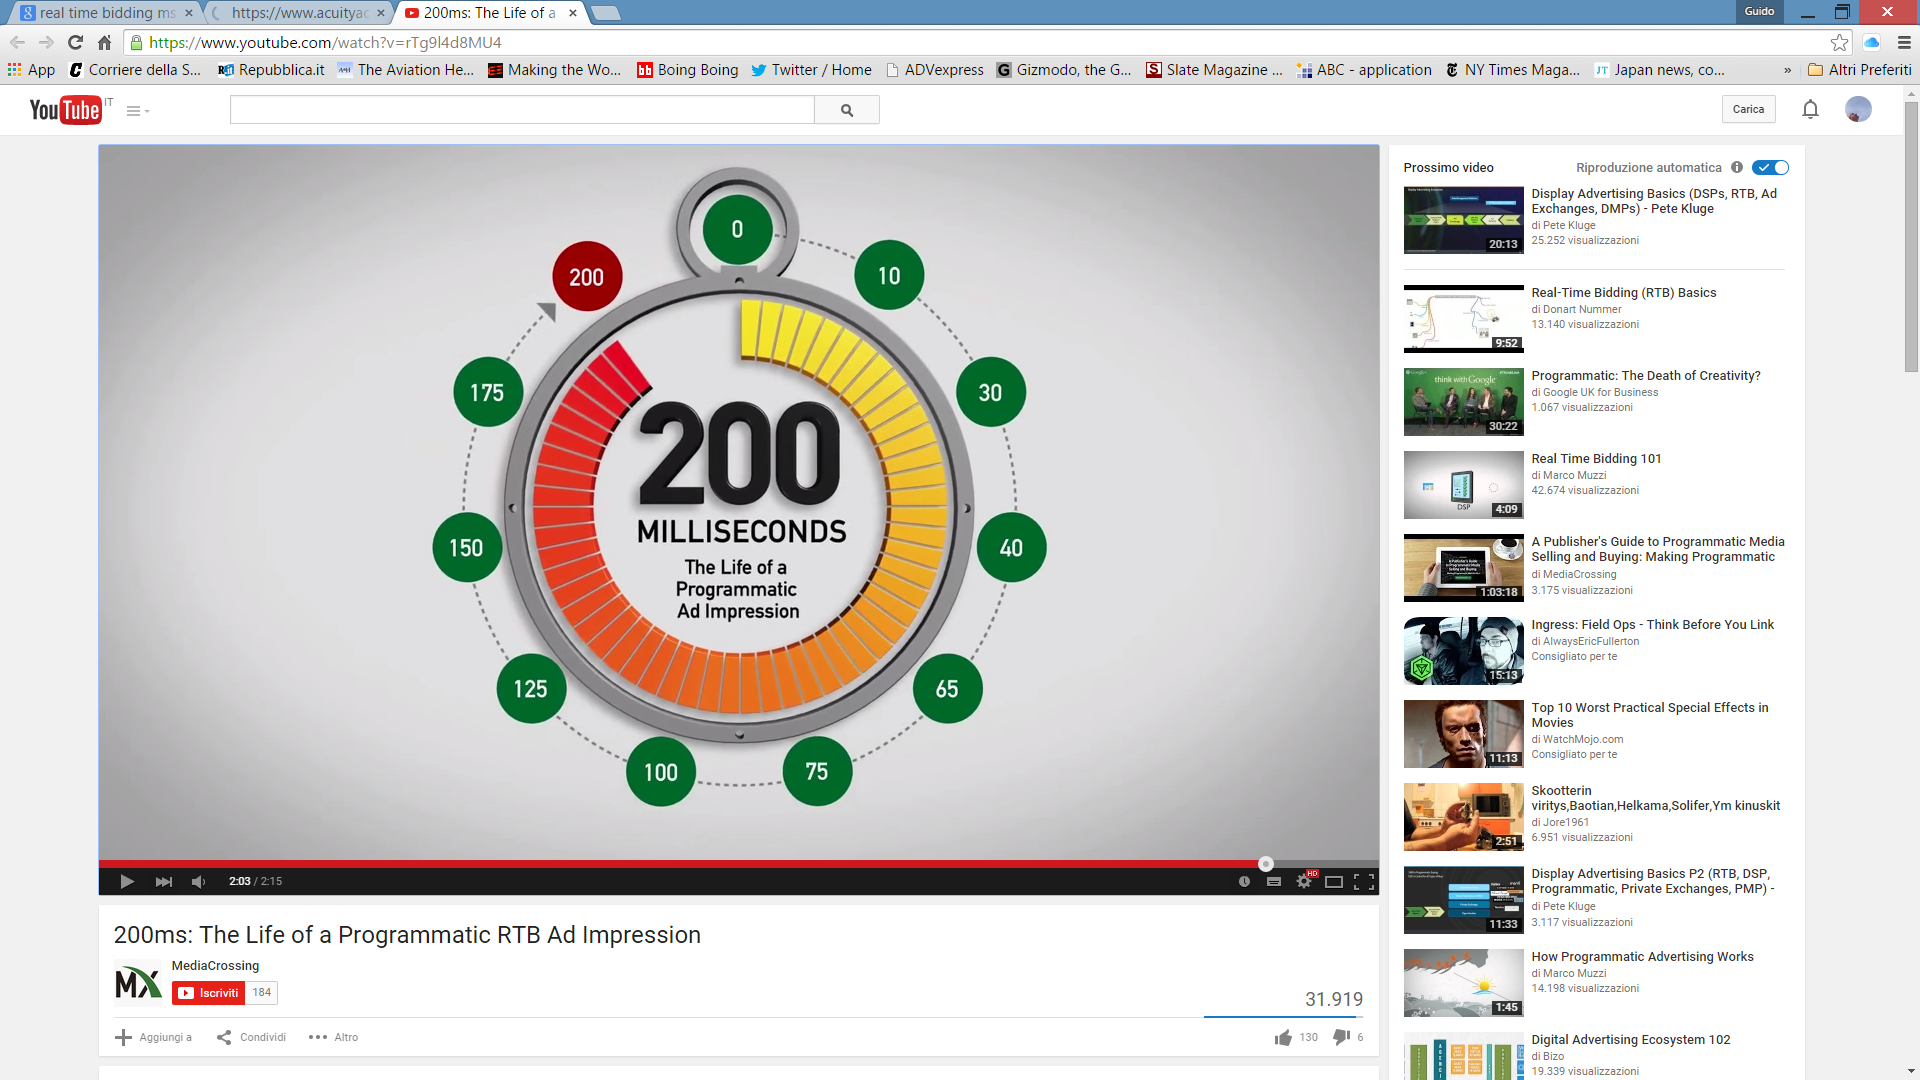 real time bidding ms
https://www.acuityac
200ms: The Life of a
Guido
https://www.youtube.com/watch?v=rTg9l4d8MU4
App
Corriere della S...
Repubblica.it
The Aviation He...
Making the Wo...
Boing Boing
Twitter / Home
ADVexpress
Gizmodo, the G...
Slate Magazine ...
ABC - application
NY Times Maga...
Japan news, co...
»
Altri Preferiti
YouTube IT
Carica
0
10
30
40
65
75
100
125
150
175
200
200
MILLISECONDS
The Life of a
Programmatic
Ad Impression
2:03 / 2:15
HD
200ms: The Life of a Programmatic RTB Ad Impression
MX
MediaCrossing
Iscriviti 184
31.919
Aggiungi a
Condividi
Altro
130
6
Prossimo video
Riproduzione automatica
20:13
Display Advertising Basics (DSPs, RTB, Ad
Exchanges, DMPs) - Pete Kluge
di Pete Kluge
25.252 visualizzazioni
9:52
Real-Time Bidding (RTB) Basics
di Donart Nummer
13.140 visualizzazioni
think with Google
30:22
Programmatic: The Death of Creativity?
di Google UK for Business
1.067 visualizzazioni
DSP
4:09
Real Time Bidding 101
di Marco Muzzi
42.674 visualizzazioni
1:03:18
A Publisher's Guide to Programmatic Media
Selling and Buying: Making Programmatic
di MediaCrossing
3.175 visualizzazioni
15:13
Ingress: Field Ops - Think Before You Link
di AlwaysEricFullerton
Consigliato per te
11:13
Top 10 Worst Practical Special Effects in
Movies
di WatchMojo.com
Consigliato per te
2:51
Skootterin
viritys,Baotian,Helkama,Solifer,Ym kinuskit
di Jore1961
6.951 visualizzazioni
11:33
Display Advertising Basics P2 (RTB, DSP,
Programmatic, Private Exchanges, PMP) -
di Pete Kluge
3.117 visualizzazioni
1:45
How Programmatic Advertising Works
di Marco Muzzi
14.198 visualizzazioni
Digital Advertising Ecosystem 102
di Bizo
19.339 visualizzazioni